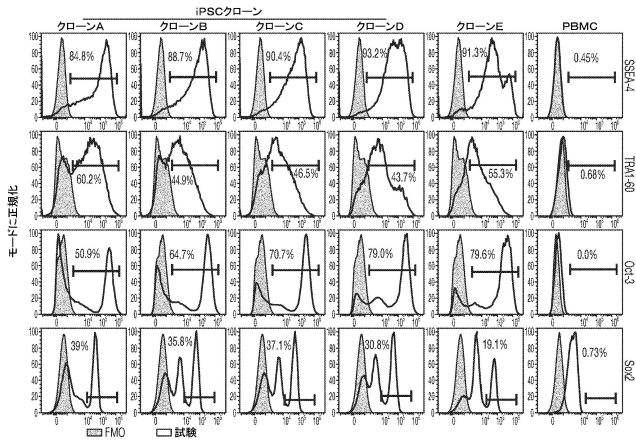 iPSCクローン
クローンA クローンB クローンC クローンD クローンE PBMC
モードに正規化
84.8% 88.7% 90.4% 93.2% 91.3% 0.45% SSEA-4
60.2% 44.9% 46.5% 43.7% 55.3% 0.68% TRA1-60
50.9% 64.7% 70.7% 79.0% 79.6% 0.0% Oct-3
39% 35.8% 37.1% 30.8% 19.1% 0.73% Sox2
FMO 試験